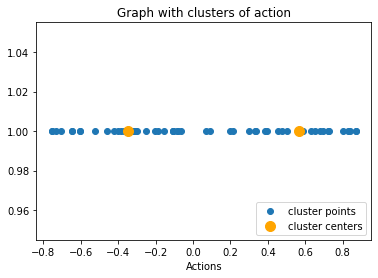 Graph with clusters of action
1.04
1.02
1.00
0.98
0.96
−0.8 −0.6 −0.4 −0.2 0.0 0.2 0.4 0.6 0.8
Actions
cluster points
cluster centers